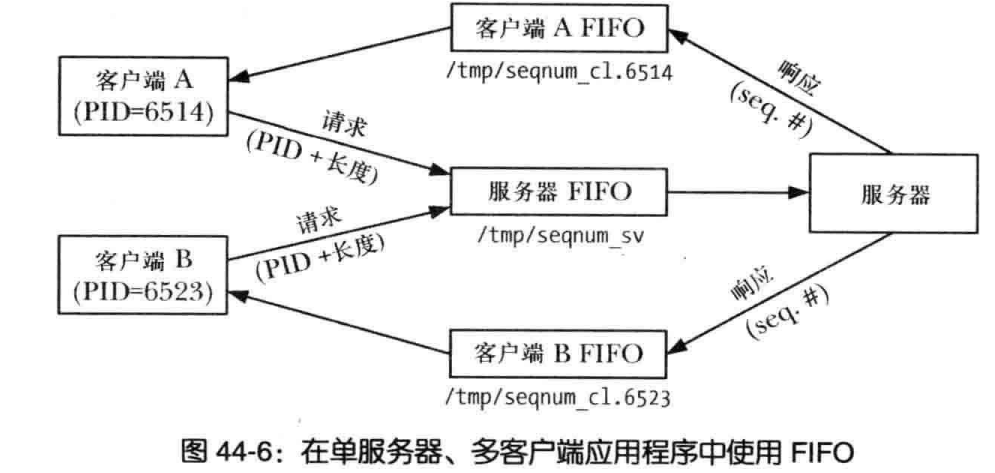 客户端 A FIFO
/tmp/seqnum_cl.6514
客户端 A
(PID=6514)
响应
(seq. #)
请求
(PID +长度)
服务器 FIFO
/tmp/seqnum_sv
服务器
请求
(PID +长度)
客户端 B
(PID=6523)
响应
(seq. #)
客户端 B FIFO
/tmp/seqnum_cl.6523
图 44-6：在单服务器、多客户端应用程序中使用 FIFO